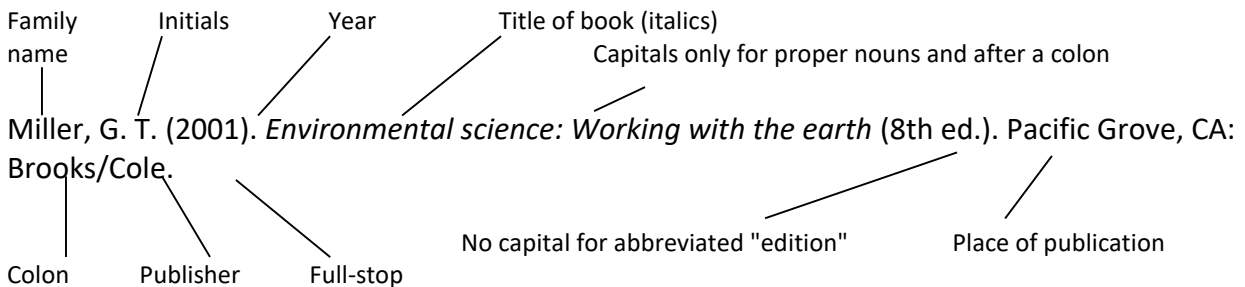 Family Initials Year Title of book (italics)
name Capitals only for proper nouns and after a colon
Miller, G. T. (2001). Environmental science: Working with the earth (8th ed.). Pacific Grove, CA:
Brooks/Cole.
No capital for abbreviated "edition" Place of publication
Colon Publisher Full-stop